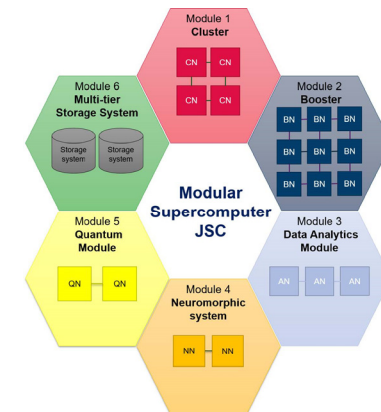 Module 1
Cluster
CN CN
CN CN
Module 6
Multi-tier
Storage System
Storage system
Storage system
Module 2
Booster
BN BN BN
BN BN BN
BN BN BN
Modular
Supercomputer
JSC
Module 5
Quantum
Module
QN QN
Module 3
Data Analytics
Module
AN AN AN
Module 4
Neuromorphic
system
NN NN